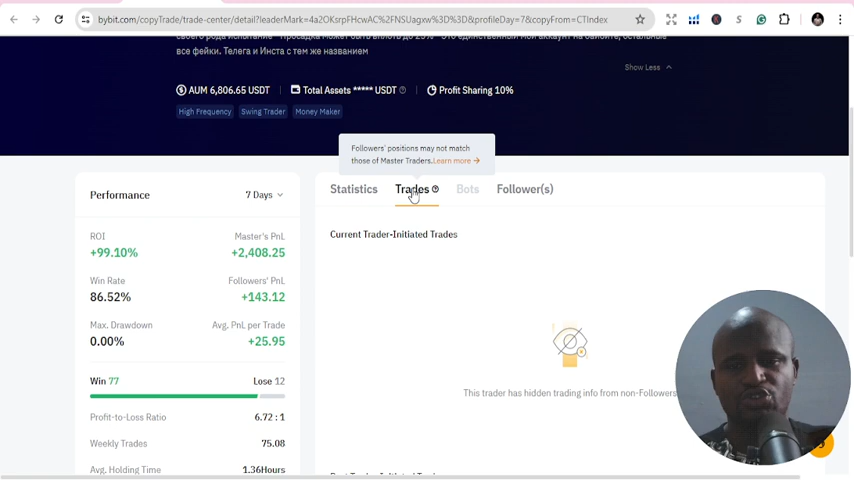 bybit.com/copyTrade/trade-center/detail?leaderMark=4a2OKsrpFHcwAC%2FNSUagxw%3D%3D&profileDay=7&copyFrom=CTIndex
все фейки. Телега и Инста с тем же названием
Show Less
AUM 6,806.65 USDT
Total Assets ***** USDT
Profit Sharing 10%
High Frequency
Swing Trader
Money Maker
Followers' positions may not match
those of Master Traders. Learn more →
Performance
7 Days
Statistics
Trades
Bots
Follower(s)
ROI
Master's PnL
+99.10%
+2,408.25
Win Rate
Followers' PnL
86.52%
+143.12
Max. Drawdown
Avg. PnL per Trade
0.00%
+25.95
Win 77
Lose 12
Profit-to-Loss Ratio
6.72 : 1
Weekly Trades
75.08
Avg. Holding Time
1.36Hours
Current Trader-Initiated Trades
This trader has hidden trading info from non-Followers